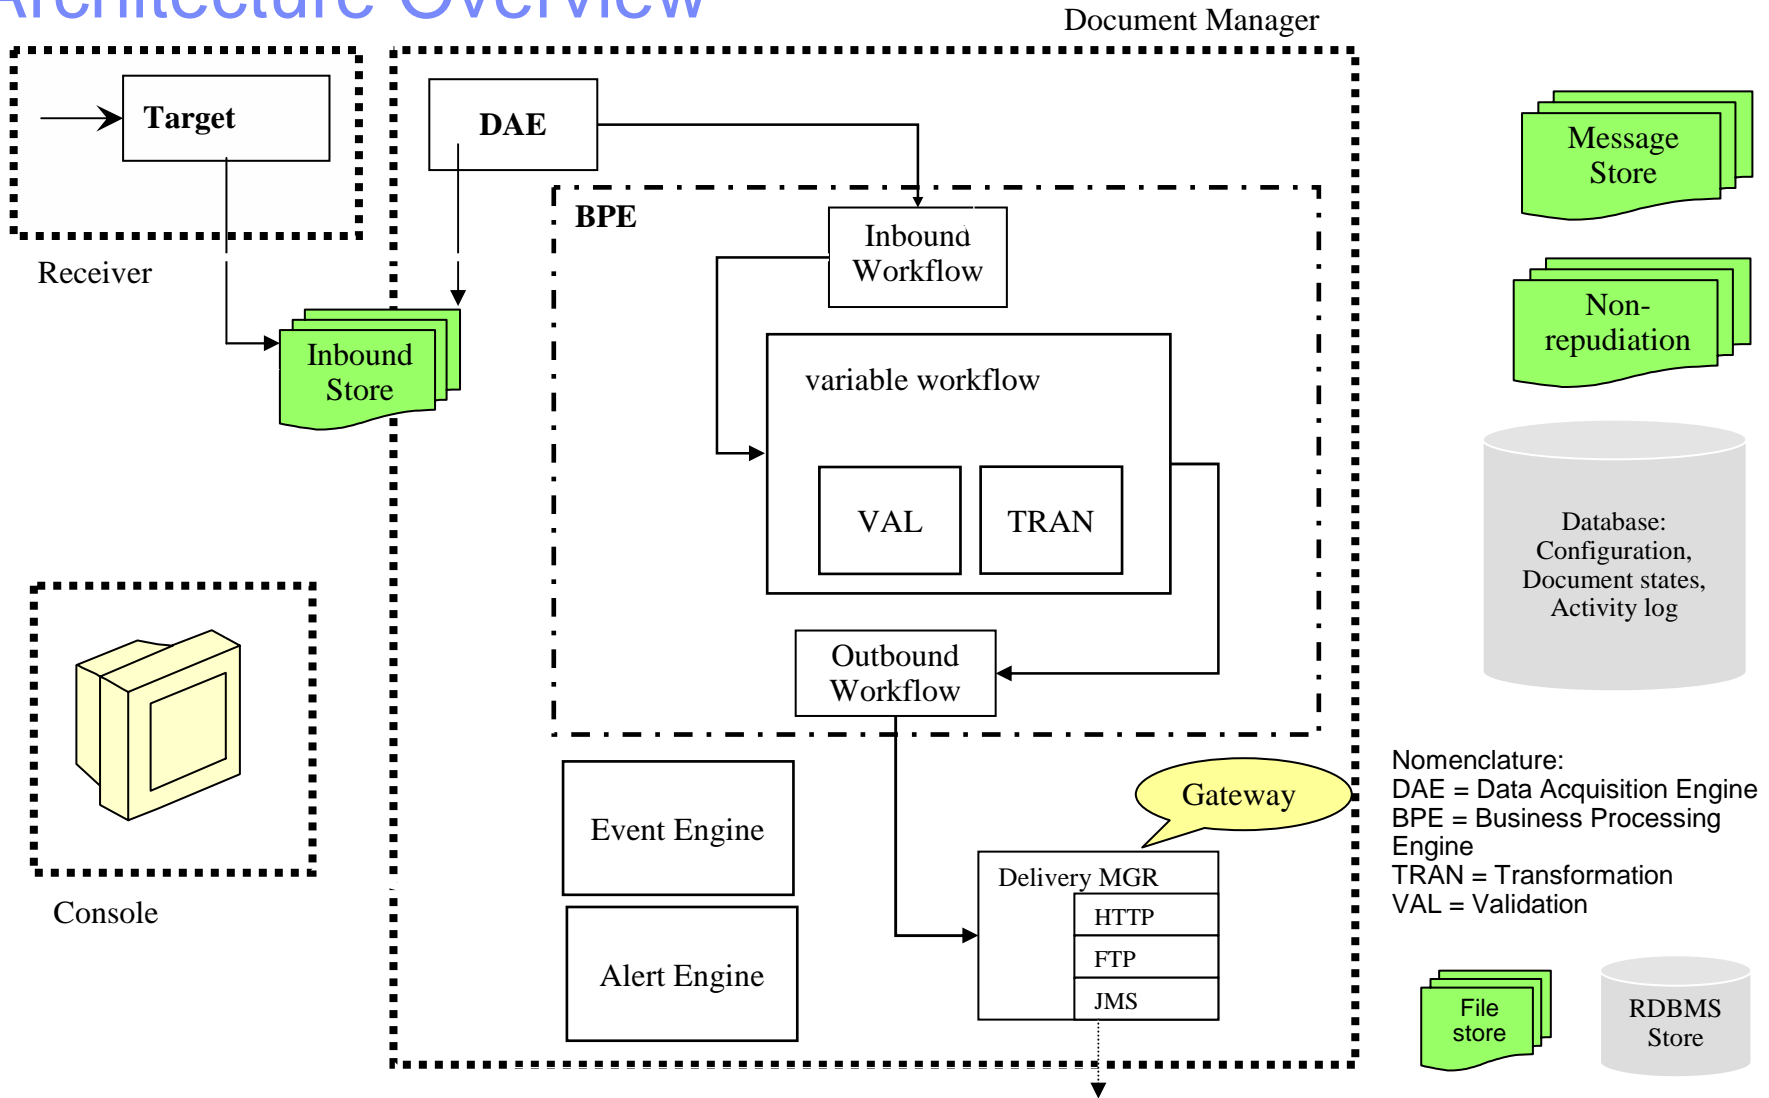 Architecture Overview
Document Manager
Target
DAE
Message
Store
BPE
Inbound
Workflow
Receiver
Non-
repudiation
Inbound
Store
variable workflow
VAL
TRAN
Database:
Configuration,
Document states,
Activity log
Outbound
Workflow
Nomenclature:
DAE = Data Acquisition Engine
BPE = Business Processing
Engine
TRAN = Transformation
VAL = Validation
Gateway
Event Engine
Delivery MGR
HTTP
FTP
JMS
Console
Alert Engine
File
store
RDBMS
Store